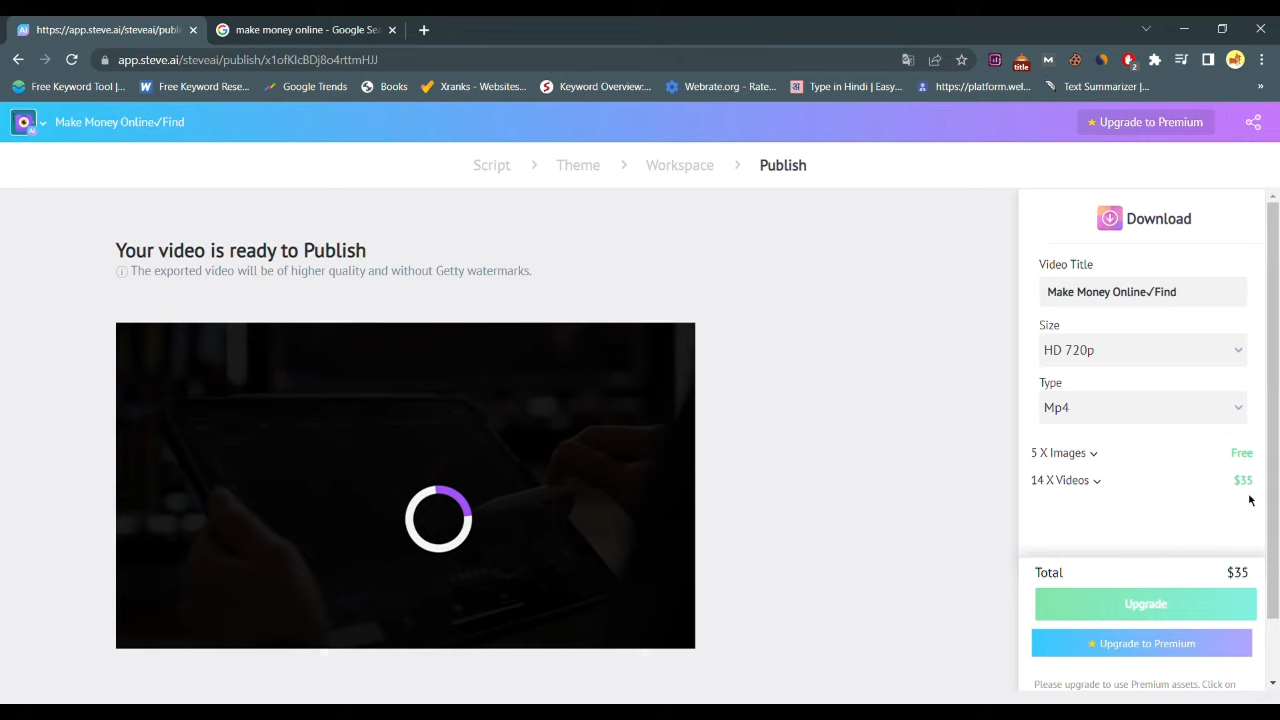 https://app.steve.ai/steveai/publi
make money online - Google Sea
app.steve.ai/steveai/publish/x1ofKlcBDj8o4rttmHJJ
title
2
Free Keyword Tool |...
Free Keyword Rese...
Google Trends
Books
Xranks - Websites...
Keyword Overview:...
Webrate.org - Rate...
Type in Hindi | Easy...
https://platform.wel...
Text Summarizer |...
»
AI
Make Money Online✓Find
Upgrade to Premium
Script
Theme
Workspace
Publish
Download
Your video is ready to Publish
The exported video will be of higher quality and without Getty watermarks.
Video Title
Make Money Online✓Find
Size
HD 720p
Type
Mp4
5 X Images
Free
14 X Videos
$35
Total
$35
Upgrade
Upgrade to Premium
Please upgrade to use Premium assets. Click on